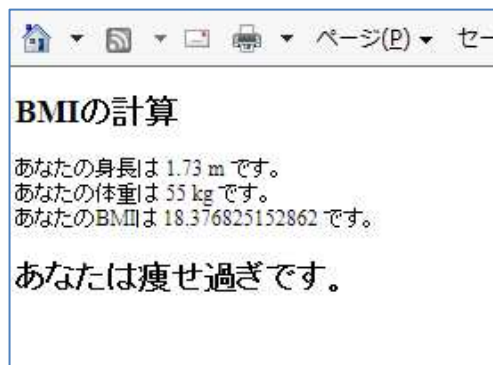 ページ(P) セー
BMIの計算
あなたの身長は 1.73 m です。
あなたの体重は 55 kg です。
あなたのBMIは 18.376825152862 です。
あなたは痩せ過ぎです。